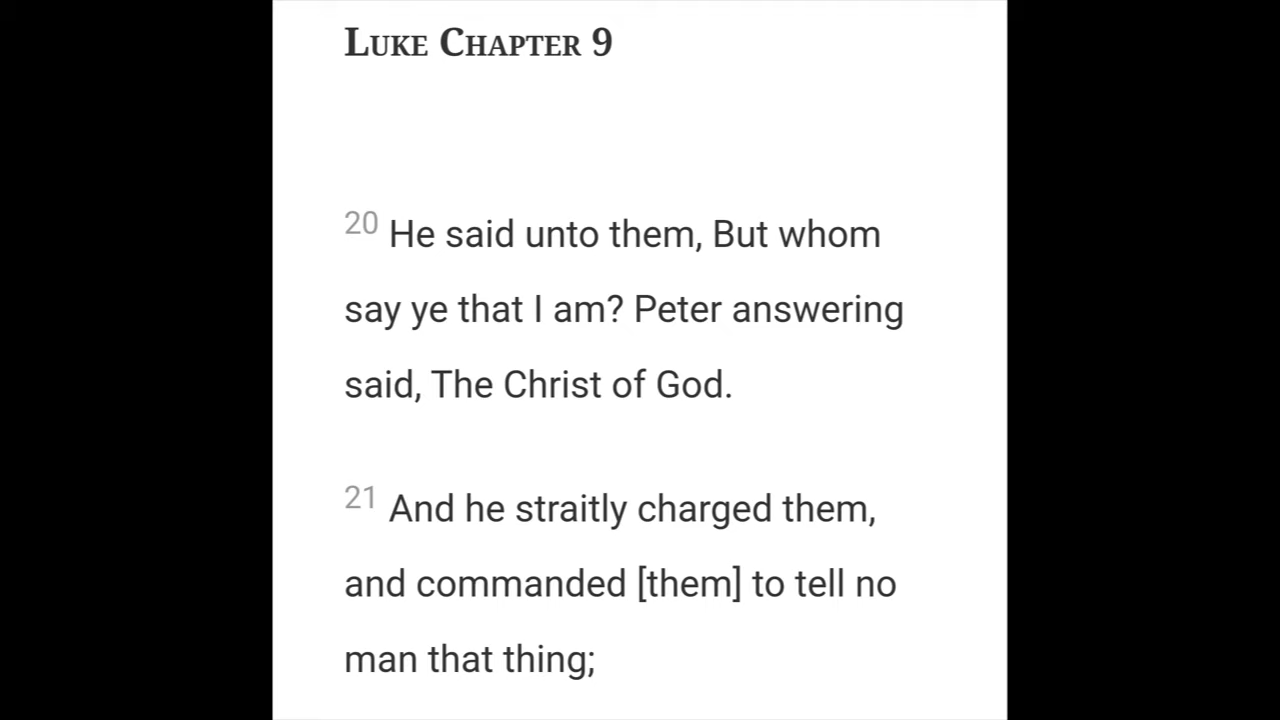 Luke Chapter 9
20 He said unto them, But whom
say ye that I am? Peter answering
said, The Christ of God.
21 And he straitly charged them,
and commanded [them] to tell no
man that thing;